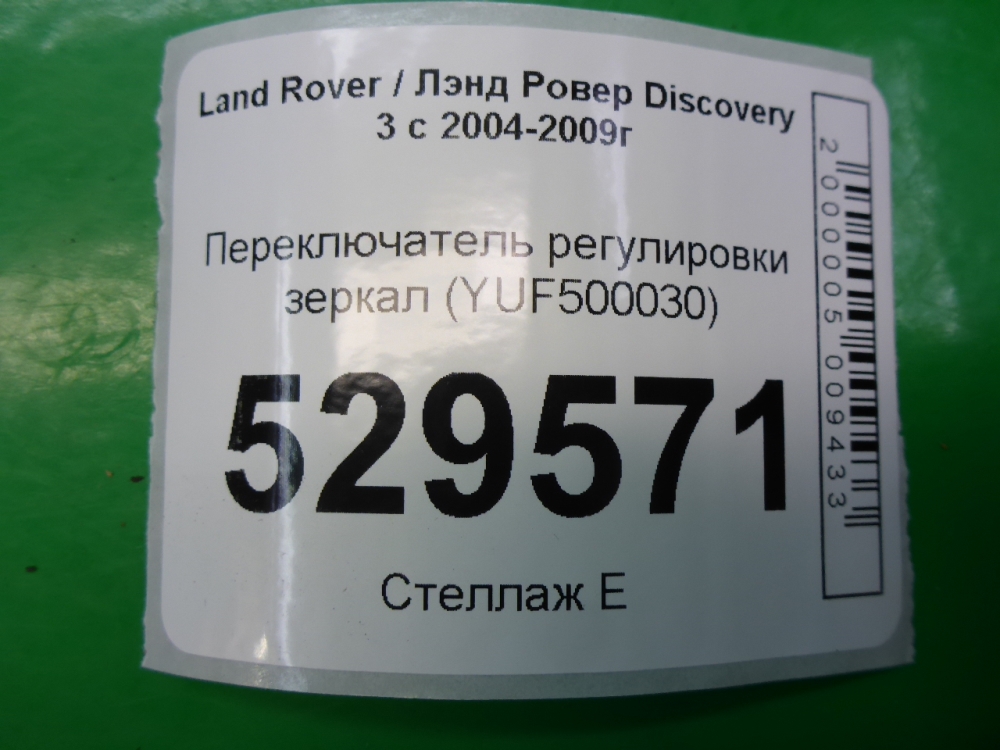 Land Rover / Лэнд Ровер Discovery
3 с 2004-2009г
Переключатель регулировки
зеркал (YUF500030)
529571
Стеллаж Е
2000005009433